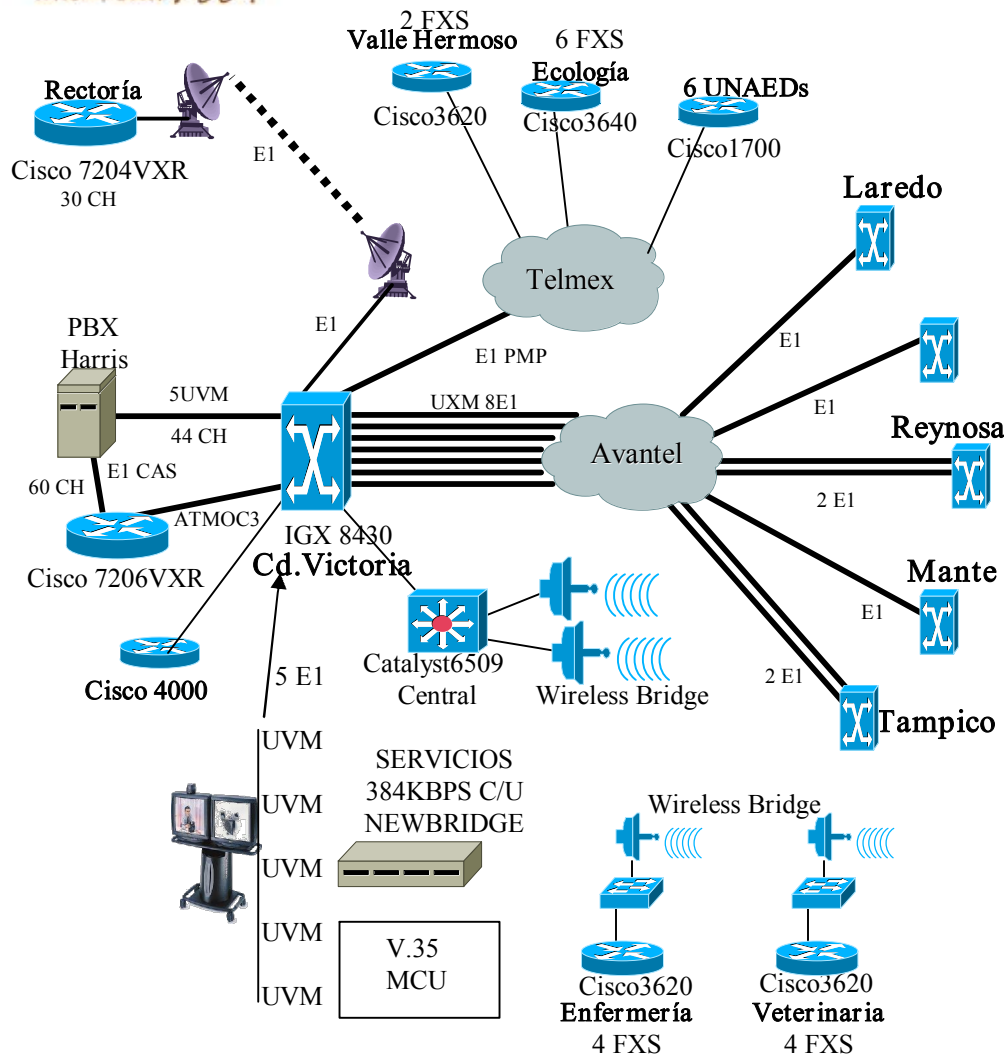 2 FXS
Valle Hermoso
Cisco3620
6 FXS
Ecología
Cisco3640
6 UNAEDs
Cisco1700
Rectoría
Cisco 7204VXR
30 CH
E1
E1
Telmex
E1 PMP
Laredo
E1
E1
PBX
Harris
5UVM
44 CH
UXM 8E1
Avantel
Reynosa
2 E1
E1 CAS
60 CH
ATMOC3
IGX 8430
Cd.Victoria
Cisco 7206VXR
Mante
E1
Cisco 4000
5 E1
Catalyst6509
Central
Wireless Bridge
2 E1
Tampico
UVM
UVM
UVM
UVM
UVM
SERVICIOS
384KBPS C/U
NEWBRIDGE
V.35
MCU
Wireless Bridge
Cisco3620
Enfermería
4 FXS
Cisco3620
Veterinaria
4 FXS